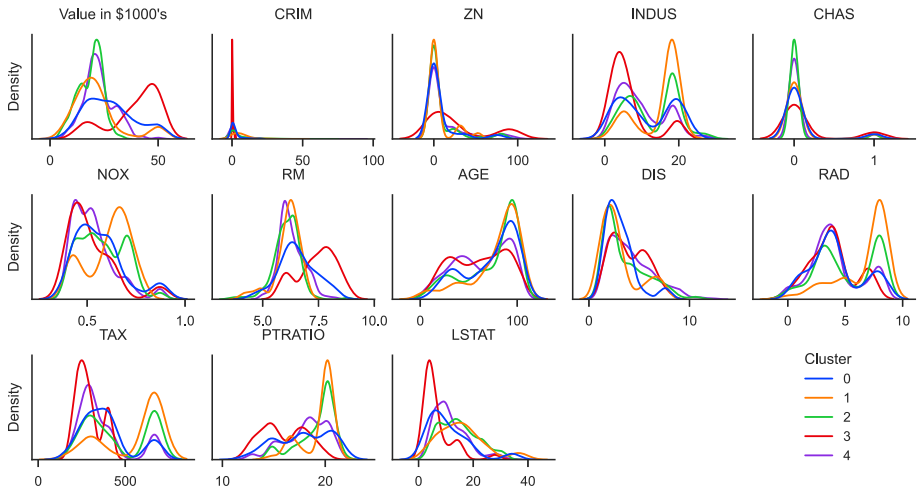 Value in $1000's CRIM ZN INDUS CHAS
Density
0 50 0 50 100 0 100 0 20 0 1
NOX RM AGE DIS RAD
Density
0.5 1.0 5.0 7.5 10.0 0 100 0 10 0 5 10
TAX PTRATIO LSTAT
Density
Cluster
0
1
2
3
4
0 500 10 20 0 20 40